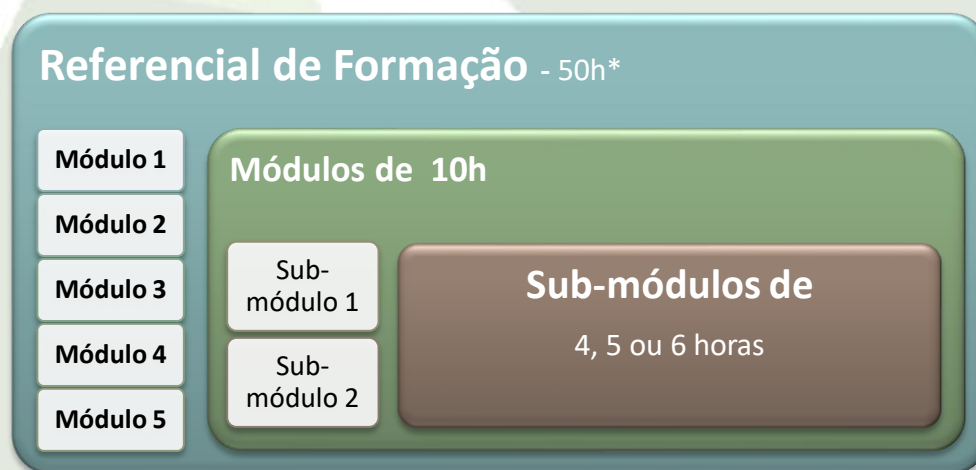 Referencial de Formação - 50h*
Módulo 1
Módulo 2
Módulo 3
Módulo 4
Módulo 5
Módulos de 10h
Sub-
módulo 1
Sub-
módulo 2
Sub-módulos de
4, 5 ou 6 horas